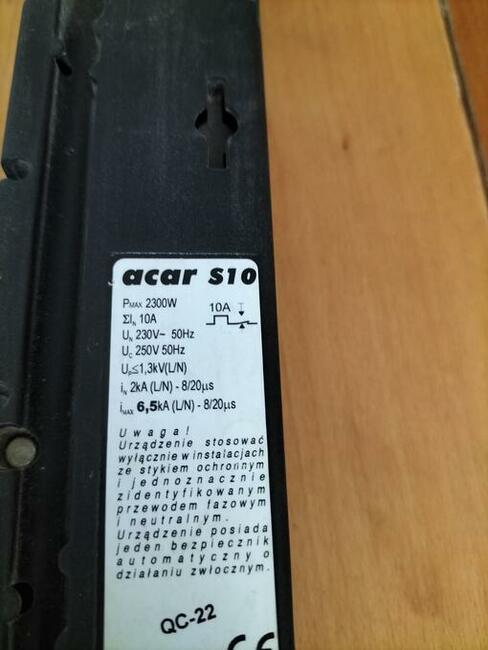 acar S10
PMAX 2300W
ΣIN 10A
10A
UN 230V~ 50Hz
UC 250V 50Hz
UP≤1,3kV(L/N)
iN 2kA (L/N) - 8/20μs
iMAX 6,5kA (L/N) - 8/20μs
Uwaga!
Urządzenie stosować
wyłącznie w instalacjach
ze stykiem ochronnym
i jednoznacznie
zidentyfikowanym
przewodem fazowym
i neutralnym.
Urządzenie posiada
jeden bezpiecznik
automatyczny o
działaniu zwłocznym.
QC-22
CE